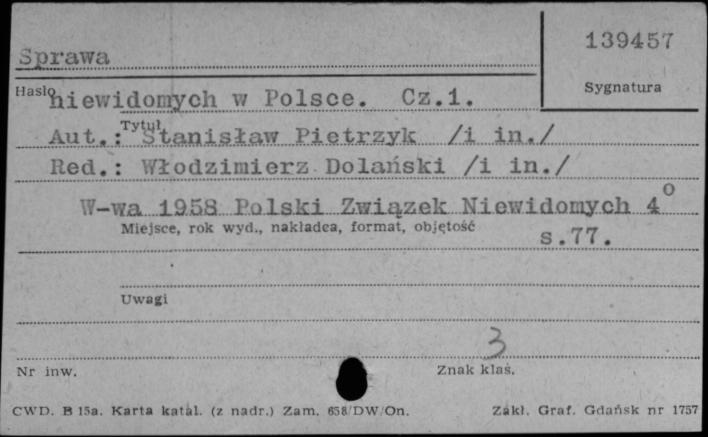 139457
Sprawa
Hasło
Sygnatura
niewidomych w Polsce. Cz.1.
Tytuł
Aut.: Stanisław Pietrzyk /i in./
Red.: Włodzimierz Dolański /i in./
W-wa 1958 Polski Związek Niewidomych 4o
Miejsce, rok wyd., nakładca, format, objętość
s.77.
Uwagi
3
Nr inw.
Znak klas.
CWD. B 15a. Karta katal. (z nadr.) Zam. 658/DW/On.
Zakł. Graf. Gdańsk nr 1757